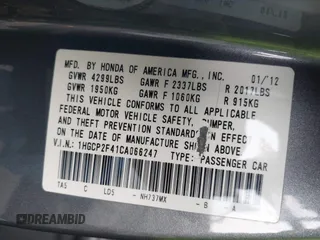 MFD. BY HONDA OF AMERICA MFG., INC. 01/12
GVWR 4299LBS GAWR F 2337LBS R 2017LBS
GVWR 1950KG GAWR F 1060KG R 915KG
THIS VEHICLE CONFORMS TO ALL APPLICABLE
FEDERAL MOTOR VEHICLE SAFETY, BUMPER,
AND THEFT PREVENTION STANDARDS IN EFFECT
ON THE DATE OF MANUFACTURE SHOWN ABOVE.
V.I.N.: 1HGCP2F41CA066247 TYPE: PASSENGER CAR
TA5 C LD5 NH737MX B A
DREAMBID